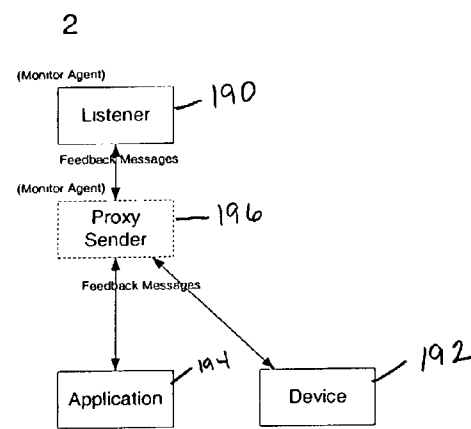 2
(Monitor Agent)
190
Listener
Feedback Messages
(Monitor Agent)
196
Proxy
Sender
Feedback Messages
194
192
Application
Device